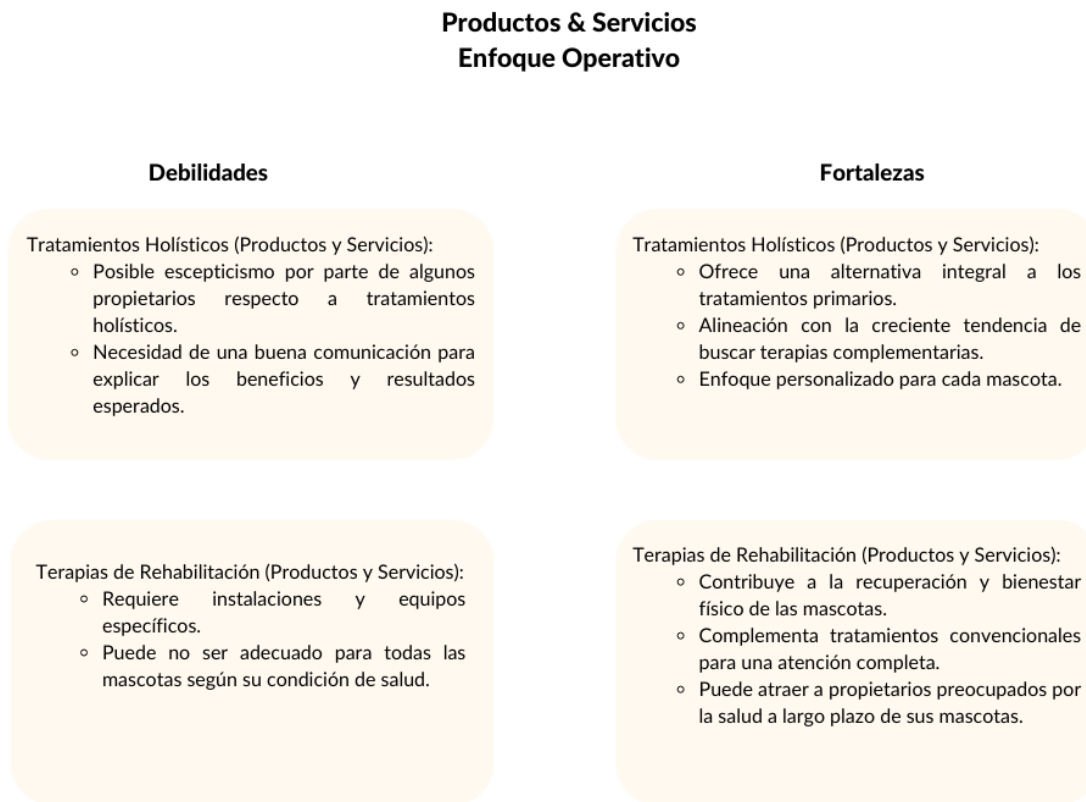 Productos & Servicios
Enfoque Operativo
Debilidades
Tratamientos Holísticos (Productos y Servicios):
Posible escepticismo por parte de algunos
propietarios respecto a tratamientos
holísticos.
Necesidad de una buena comunicación para
explicar los beneficios y resultados
esperados.
Terapias de Rehabilitación (Productos y Servicios):
Requiere instalaciones y equipos
específicos.
Puede no ser adecuado para todas las
mascotas según su condición de salud.
Fortalezas
Tratamientos Holísticos (Productos y Servicios):
Ofrece una alternativa integral a los
tratamientos primarios.
Alineación con la creciente tendencia de
buscar terapias complementarias.
Enfoque personalizado para cada mascota.
Terapias de Rehabilitación (Productos y Servicios):
Contribuye a la recuperación y bienestar
físico de las mascotas.
Complementa tratamientos convencionales
para una atención completa.
Puede atraer a propietarios preocupados por
la salud a largo plazo de sus mascotas.